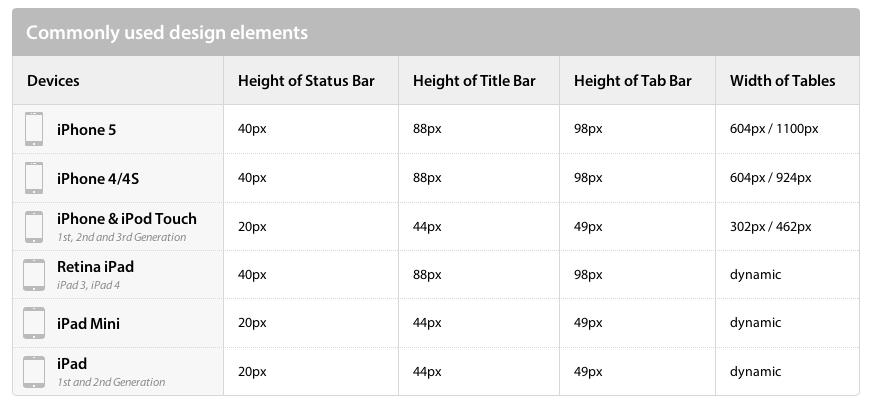 Commonly used design elements
Devices Height of Status Bar Height of Title Bar Height of Tab Bar Width of Tables
iPhone 5 40px 88px 98px 604px / 1100px
iPhone 4/4S 40px 88px 98px 604px / 924px
iPhone & iPod Touch 20px 44px 49px 302px / 462px
1st, 2nd and 3rd Generation
Retina iPad 40px 88px 98px dynamic
iPad 3, iPad 4
iPad Mini 20px 44px 49px dynamic
iPad 20px 44px 49px dynamic
1st and 2nd Generation